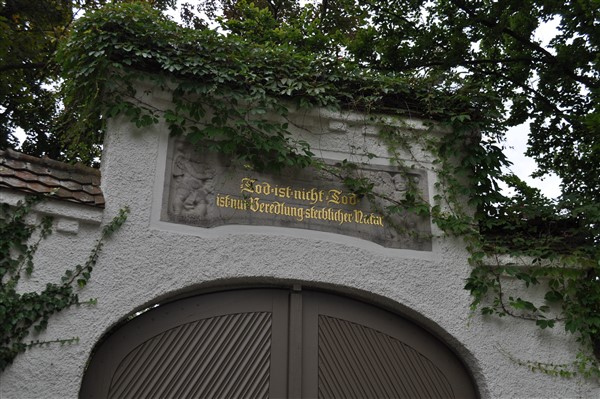 Tod·ist·nicht·Tod
ist·nur Veredlung sterblicher Natur